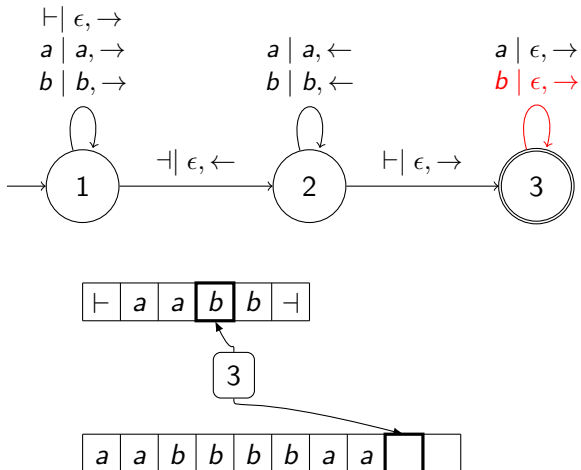 ⊢| ϵ, →
a | a, →
b | b, →
a | a, ←
b | b, ←
a | ϵ, →
b | ϵ, →
⊣| ϵ, ←
⊢| ϵ, →
1
2
3
⊢ a a b b ⊣
3
a a b b b b a a